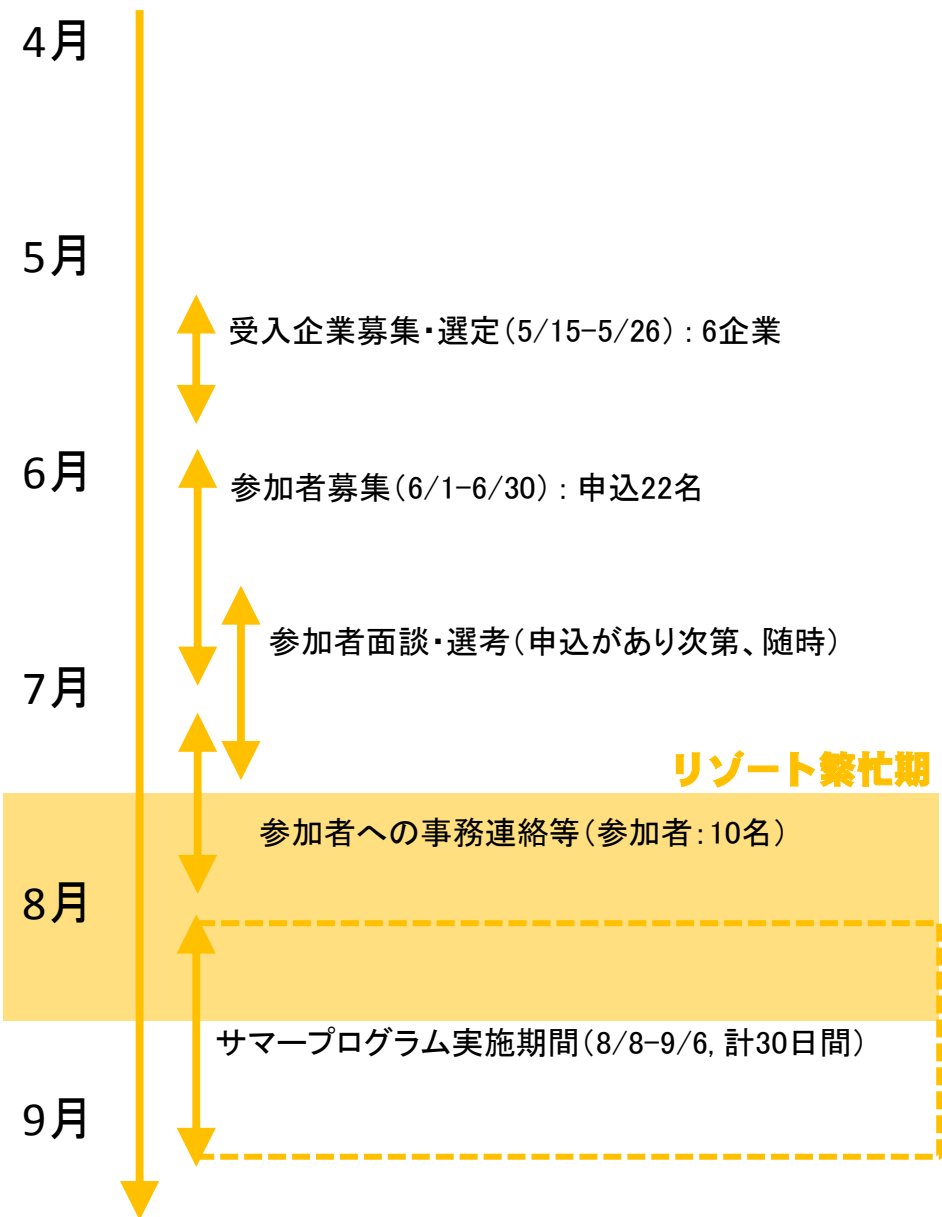 4月
5月
受入企業募集・選定(5/15-5/26) : 6企業
6月
参加者募集(6/1-6/30) : 申込22名
参加者面談・選考(申込があり次第、随時)
7月
リゾート繁忙期
参加者への事務連絡等(参加者:10名)
8月
サマープログラム実施期間(8/8-9/6, 計30日間)
9月